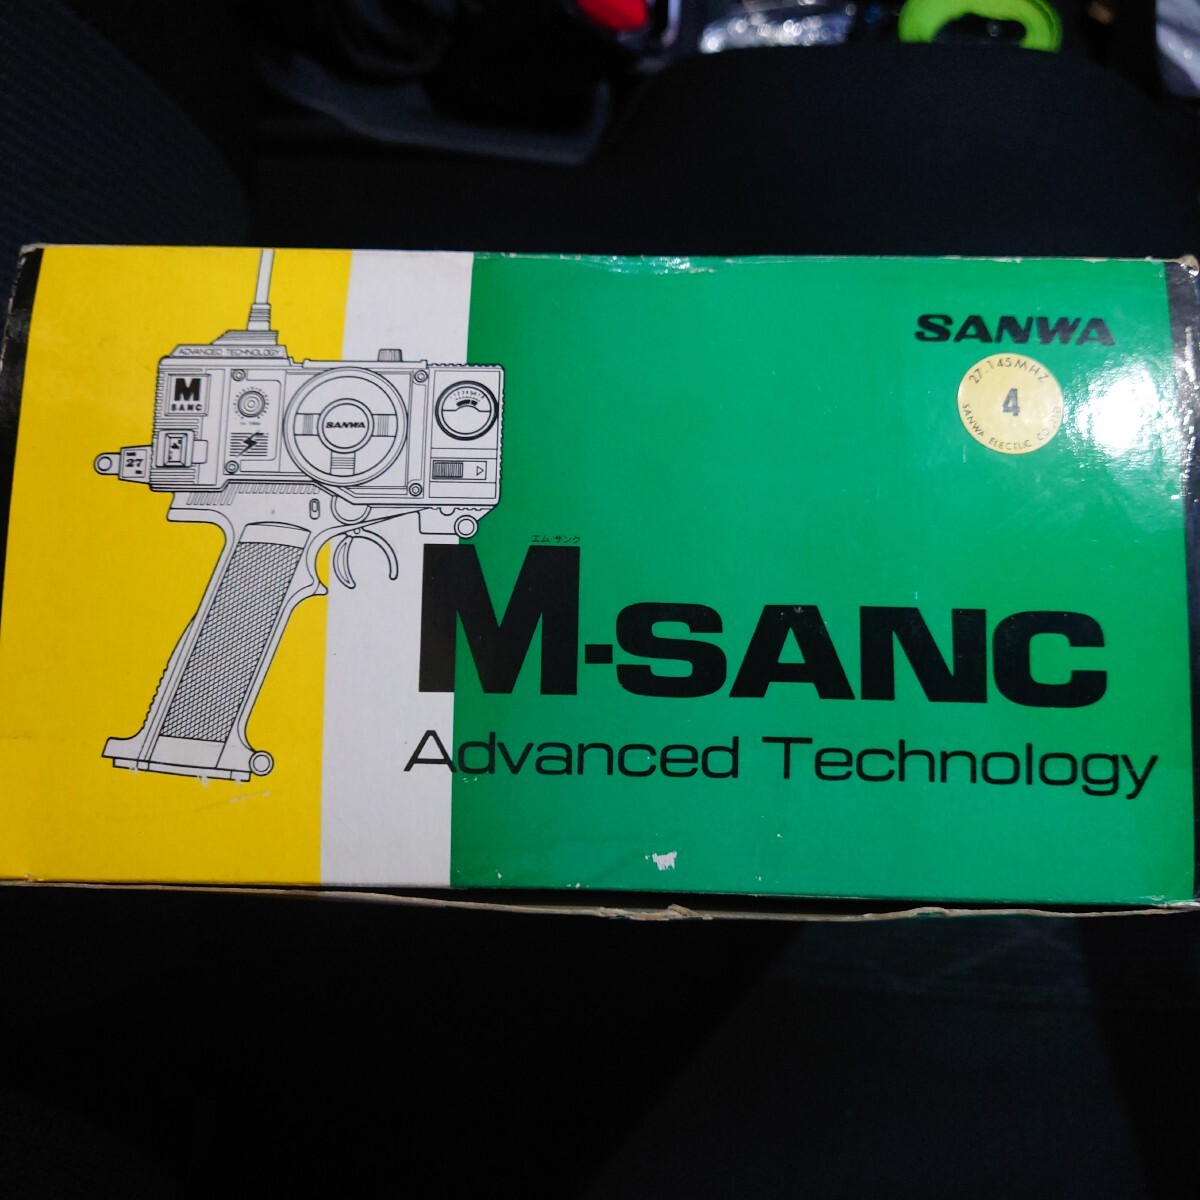 SANWA
27.145MHZ
4
SANWA ELECTLIC CO.,LTD
ADVANCED TECHNOLOGY
M
SANC
SANWA
27
エム・サンク
M-SANC
Advanced Technology